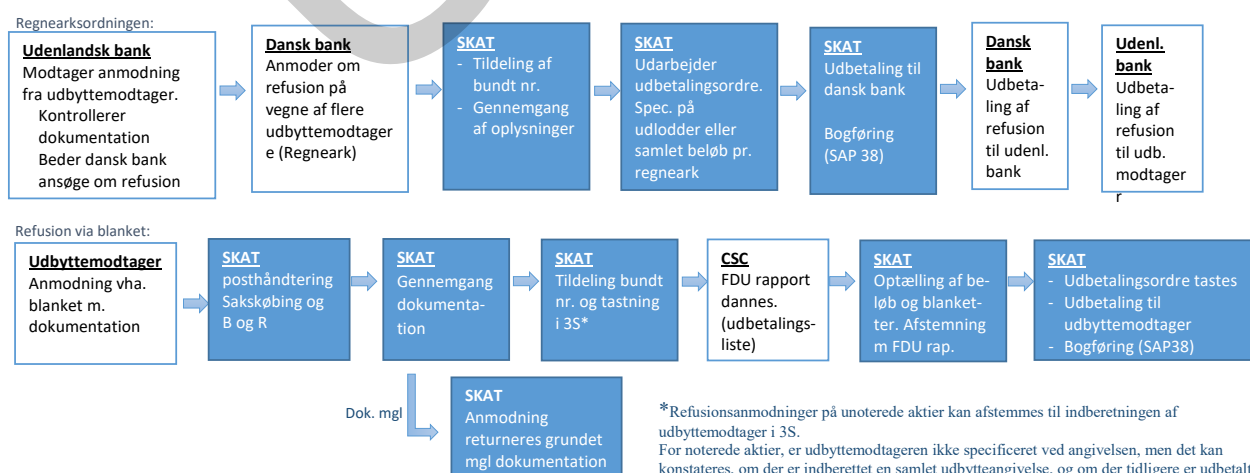 Regnearksordningen:
Udenlandsk bank
Modtager anmodning
fra udbyttemodtager.
Kontrollerer
dokumentation
Beder dansk bank
ansøge om refusion
Dansk bank
Anmoder om
refusion på
vegne af flere
udbyttemodtager
e (Regneark)
SKAT
- Tildeling af
bundt nr.
- Gennemgang
af oplysninger
SKAT
Udarbejder
udbetalingsordre.
Spec. på
udlodder eller
samlet beløb pr.
regneark
SKAT
Udbetaling til
dansk bank
Bogføring
(SAP 38)
Dansk
bank
Udbeta-
ling af
refusion
til udenl.
bank
Udenl.
bank
Udbeta-
ling af
refusion
til udb.
modtager
r
Refusion via blanket:
Udbyttemodtager
Anmodning vha.
blanket m.
dokumentation
SKAT
posthåndtering
Sakskøbing og
B og R
SKAT
Gennemgang
dokumenta-
tion
SKAT
Tildeling bundt
nr. og tastning
i 3S*
CSC
FDU rapport
dannes.
(udbetalings-
liste)
SKAT
Optælling af be-
løb og blanket-
ter. Afstemning
m FDU rap.
SKAT
- Udbetalingsordre tastes
- Udbetaling til
udbyttemodtager
- Bogføring (SAP38)
Dok. mgl
SKAT
Anmodning
returneres grundet
mgl dokumentation
*Refusionsanmodninger på unoterede aktier kan afstemmes til indberetningen af
udbyttemodtager i 3S.
For noterede aktier, er udbyttemodtageren ikke specificeret ved angivelsen, men det kan
konstateres, om der er indberettet en samlet udbytteangivelse, og om der tidligere er udbetalt